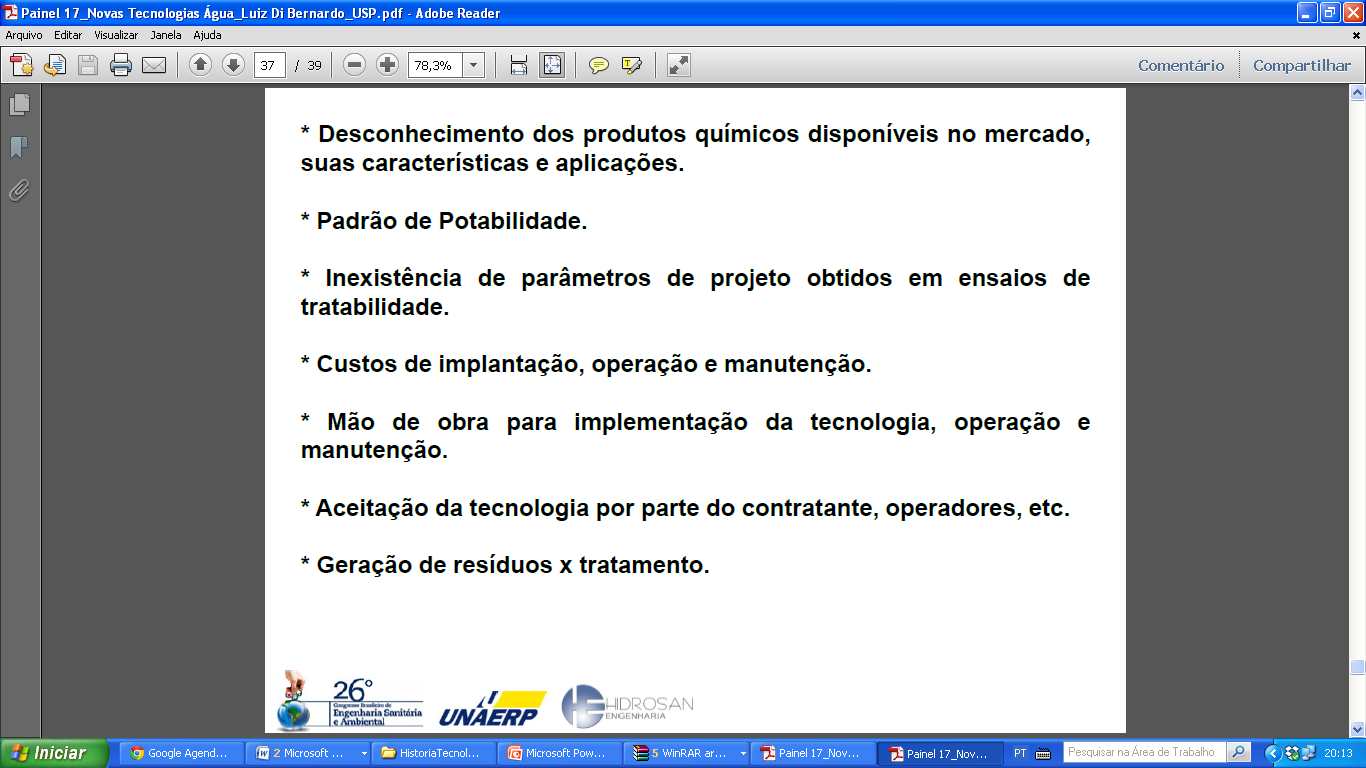 Painel 17_Novas Tecnologias Água_Luiz Di Bernardo_USP.pdf - Adobe Reader
Arquivo Editar Visualizar Janela Ajuda
37 / 39 78,3% Comentário Compartilhar
* Desconhecimento dos produtos químicos disponíveis no mercado,
suas características e aplicações.
* Padrão de Potabilidade.
* Inexistência de parâmetros de projeto obtidos em ensaios de
tratabilidade.
* Custos de implantação, operação e manutenção.
* Mão de obra para implementação da tecnologia, operação e
manutenção.
* Aceitação da tecnologia por parte do contratante, operadores, etc.
* Geração de resíduos x tratamento.
26°
Congresso Brasileiro de
Engenharia Sanitária
e Ambiental
UNAERP
HIDROSAN
ENGENHARIA
Iniciar Google Agend... 2 Microsoft ... HistoriaTecnol... Microsoft Pow... 5 WinRAR ar... Painel 17_Nov... Painel 17_Nov... PT Pesquisar na Área de Trabalho 20:13